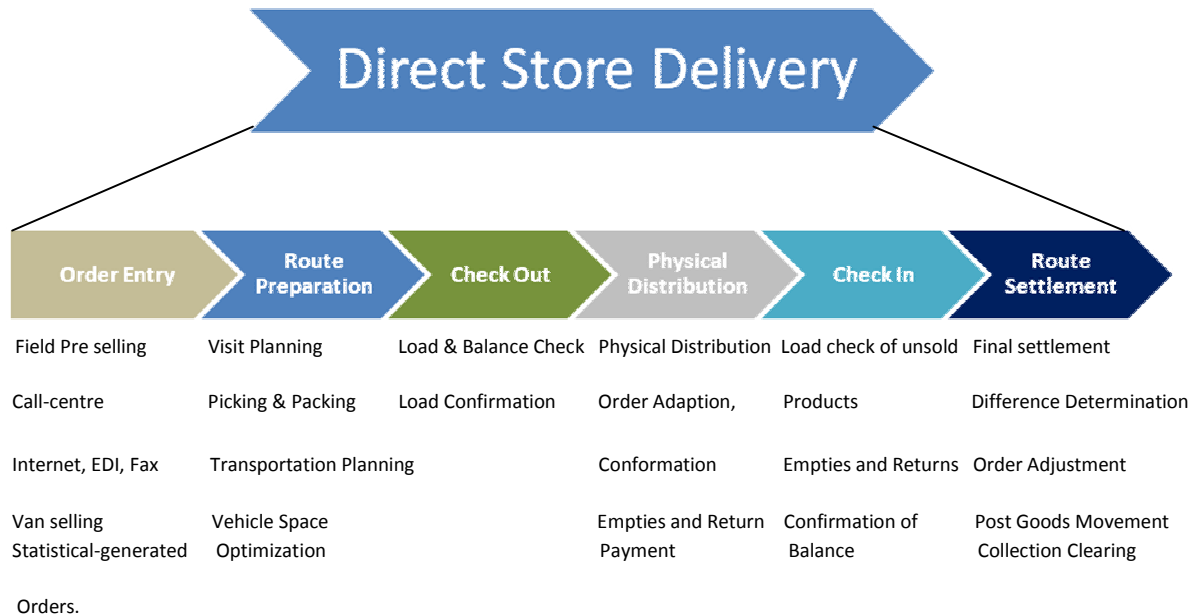 Direct Store Delivery
Order Entry
Route
Preparation
Check Out
Physical
Distribution
Check In
Route
Settlement
Field Pre selling
Call-centre
Internet, EDI, Fax
Van selling
Statistical-generated
Orders.
Visit Planning
Picking & Packing
Transportation Planning
Vehicle Space
Optimization
Load & Balance Check
Load Confirmation
Physical Distribution
Order Adaption,
Conformation
Empties and Return
Payment
Load check of unsold
Products
Empties and Returns
Confirmation of
Balance
Final settlement
Difference Determination
Order Adjustment
Post Goods Movement
Collection Clearing